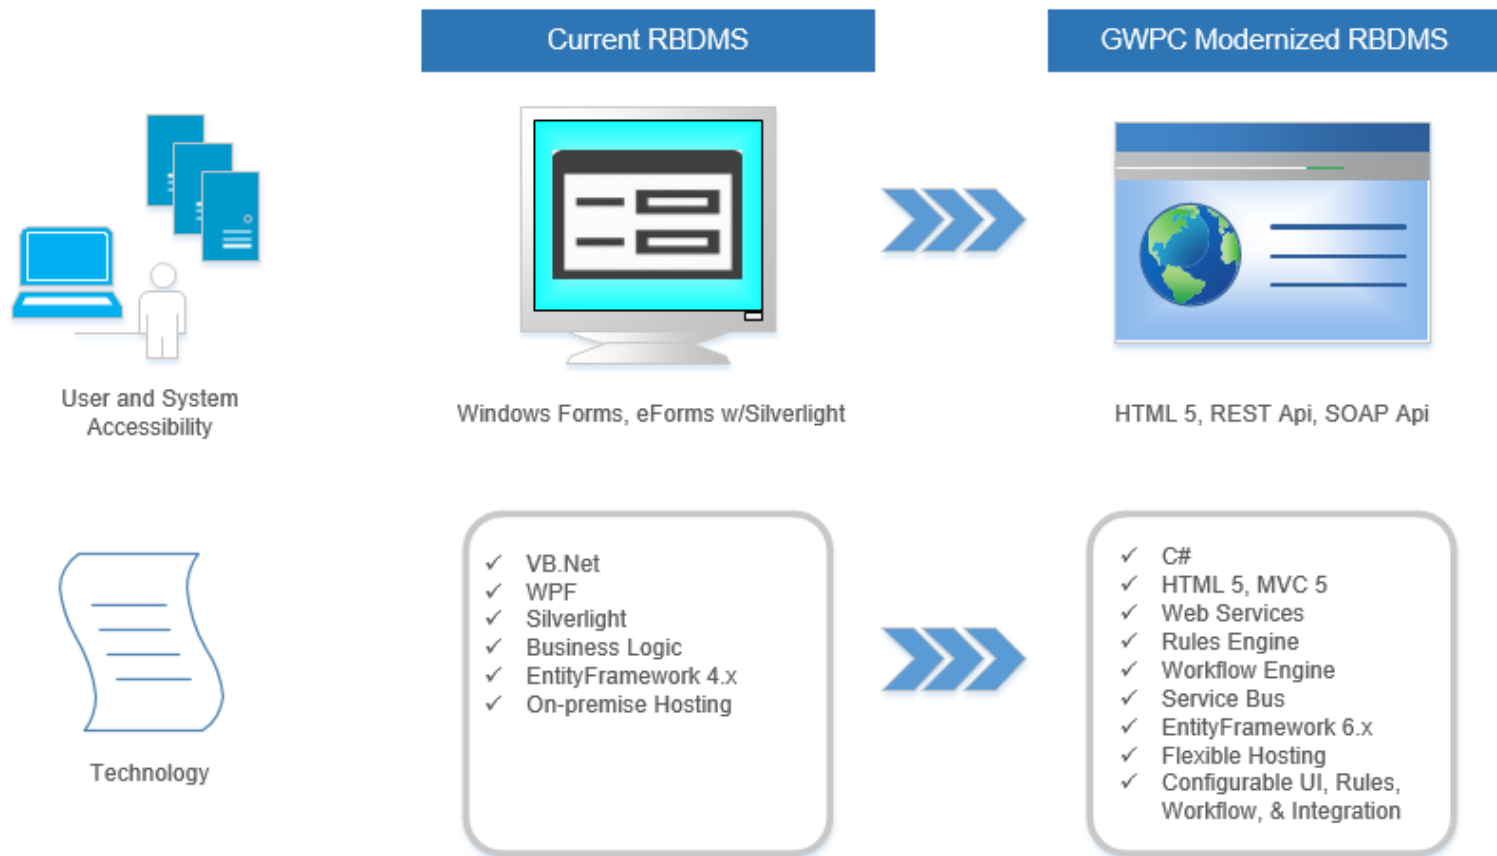 Current RBDMS
GWPC Modernized RBDMS
User and System
Accessibility
Windows Forms, eForms w/Silverlight
HTML 5, REST Api, SOAP Api
Technology
✓ VB.Net
✓ WPF
✓ Silverlight
✓ Business Logic
✓ EntityFramework 4.x
✓ On-premise Hosting
✓ C#
✓ HTML 5, MVC 5
✓ Web Services
✓ Rules Engine
✓ Workflow Engine
✓ Service Bus
✓ EntityFramework 6.x
✓ Flexible Hosting
✓ Configurable UI, Rules,
Workflow, & Integration